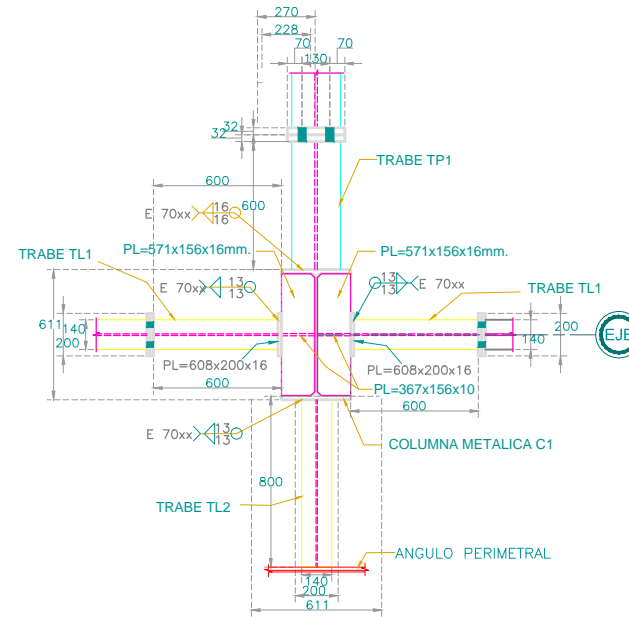 270
228
70
70
130
32
32
TRABE TP1
600
600
16
E 70xx
16
TRABE TL1
PL=571x156x16mm.
PL=571x156x16mm.
13
E 70xx
13
13
E 70xx
13
TRABE TL1
611
140
200
200
140
EJE
PL=608x200x16
PL=608x200x16
600
PL=367x156x10
600
13
E 70xx
13
COLUMNA METALICA C1
800
TRABE TL2
ANGULO PERIMETRAL
140
200
611